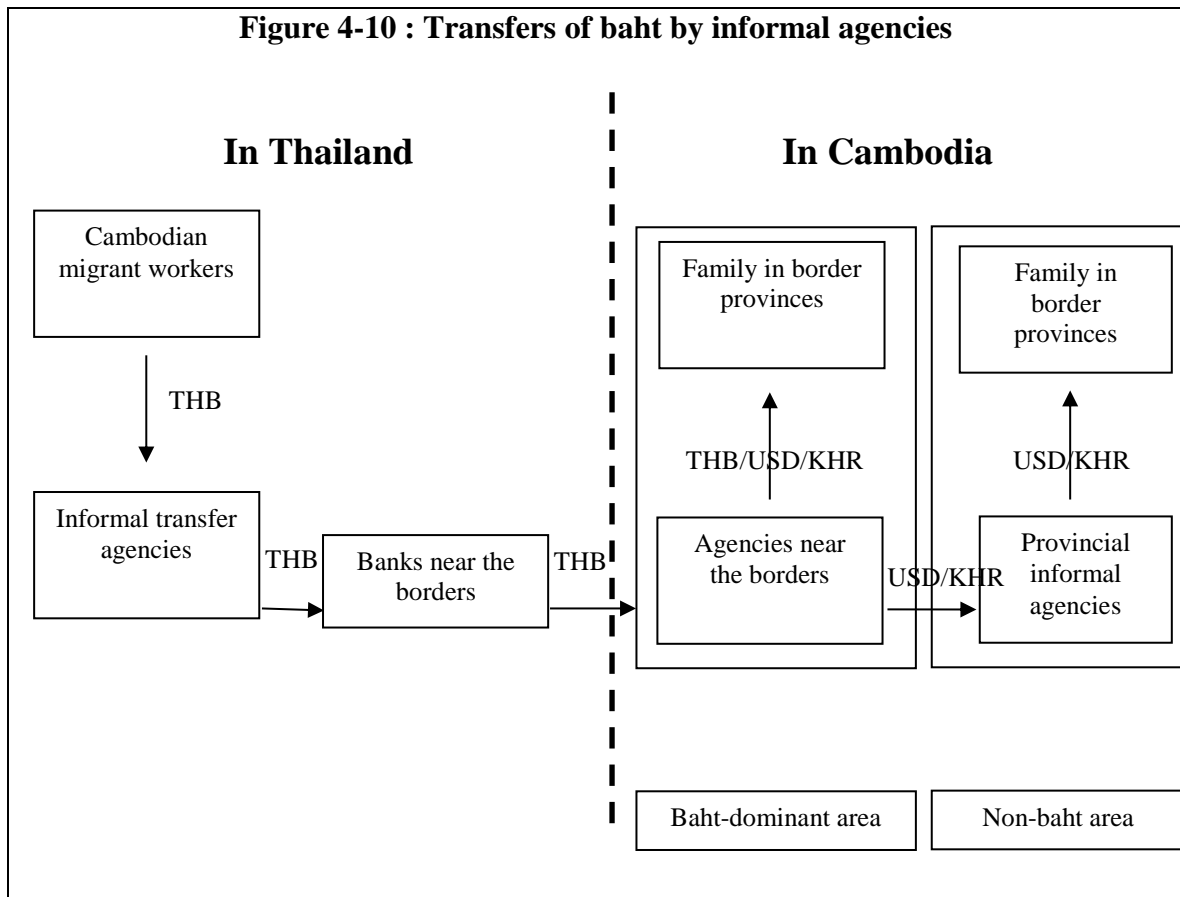 Figure 4-10 : Transfers of baht by informal agencies
In Thailand
In Cambodia
Cambodian
migrant workers
THB
Informal transfer
agencies
THB
Banks near the
borders
THB
Family in border
provinces
THB/USD/KHR
Agencies near
the borders
USD/KHR
Family in
border
provinces
USD/KHR
Provincial
informal
agencies
Baht-dominant area
Non-baht area